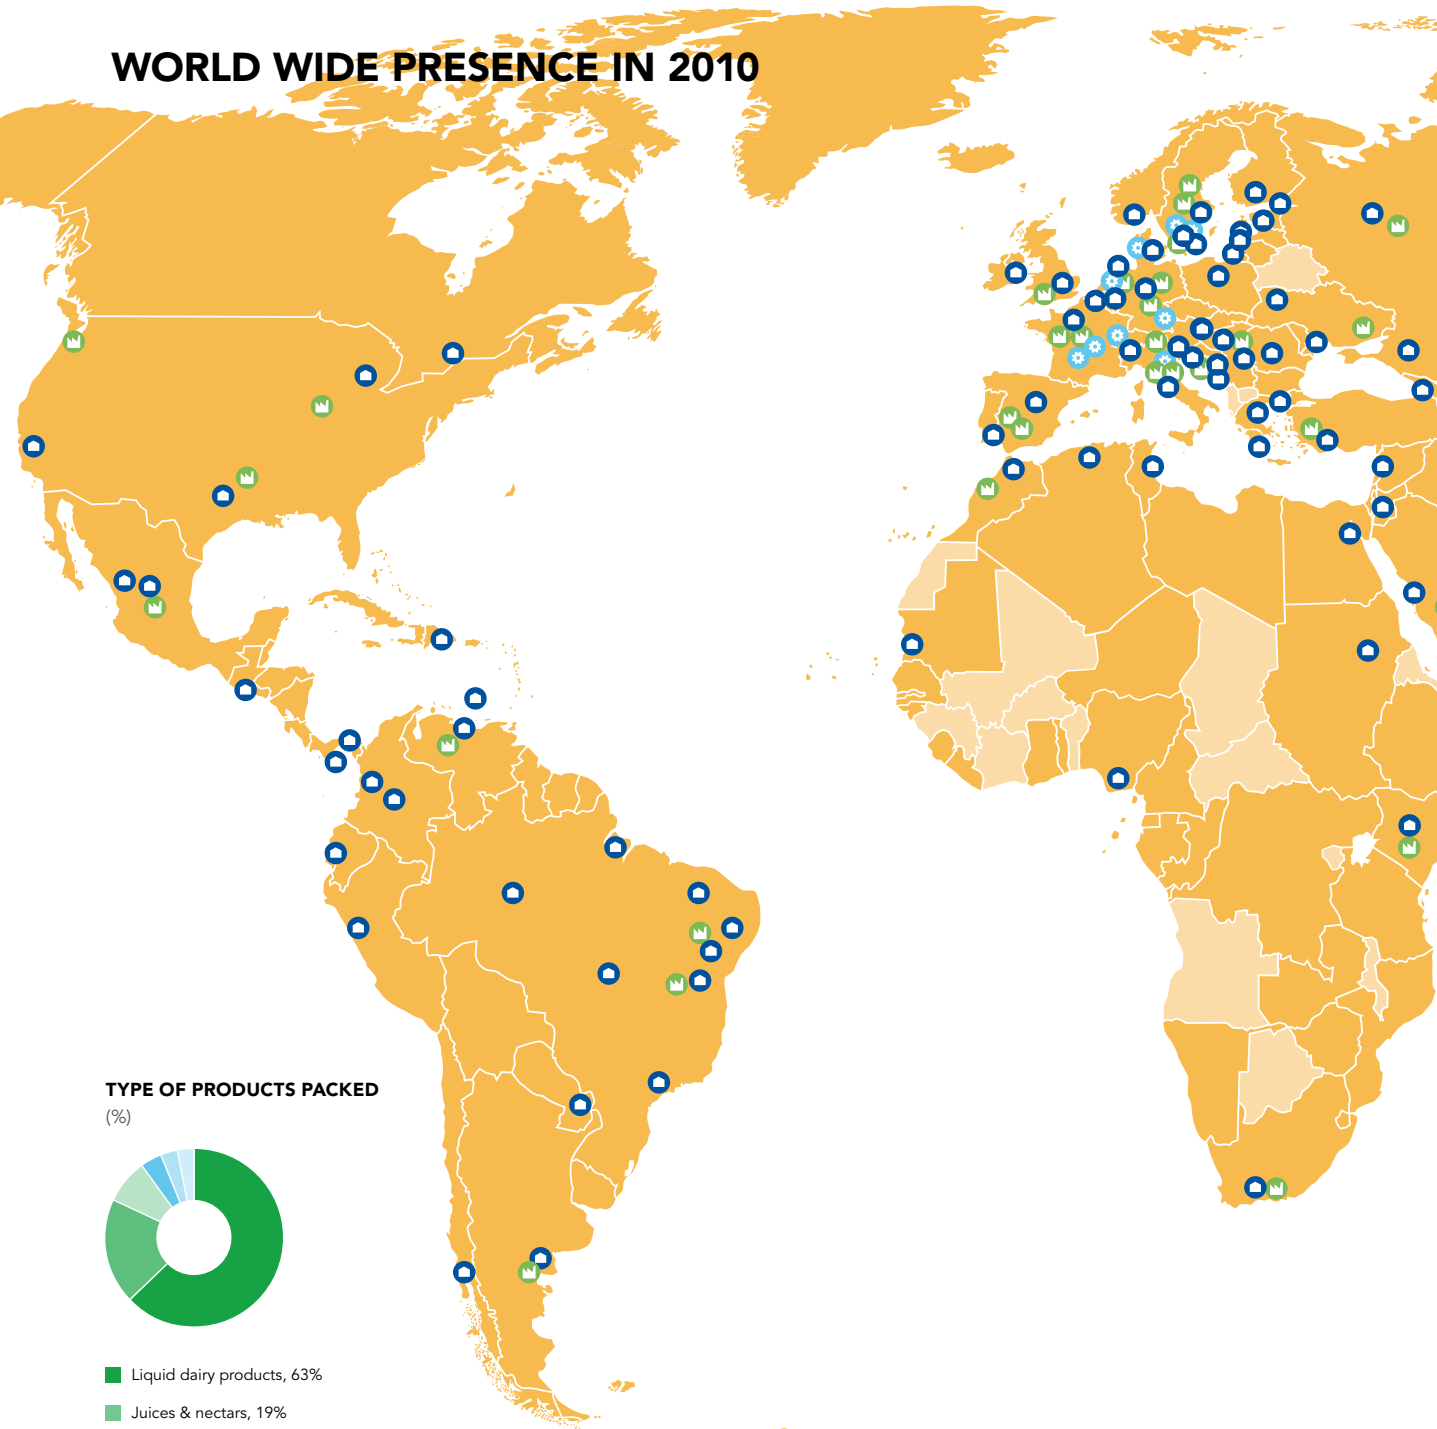 WORLD WIDE PRESENCE IN 2010
TYPE OF PRODUCTS PACKED
(%)
Liquid dairy products, 63%
Juices & nectars, 19%